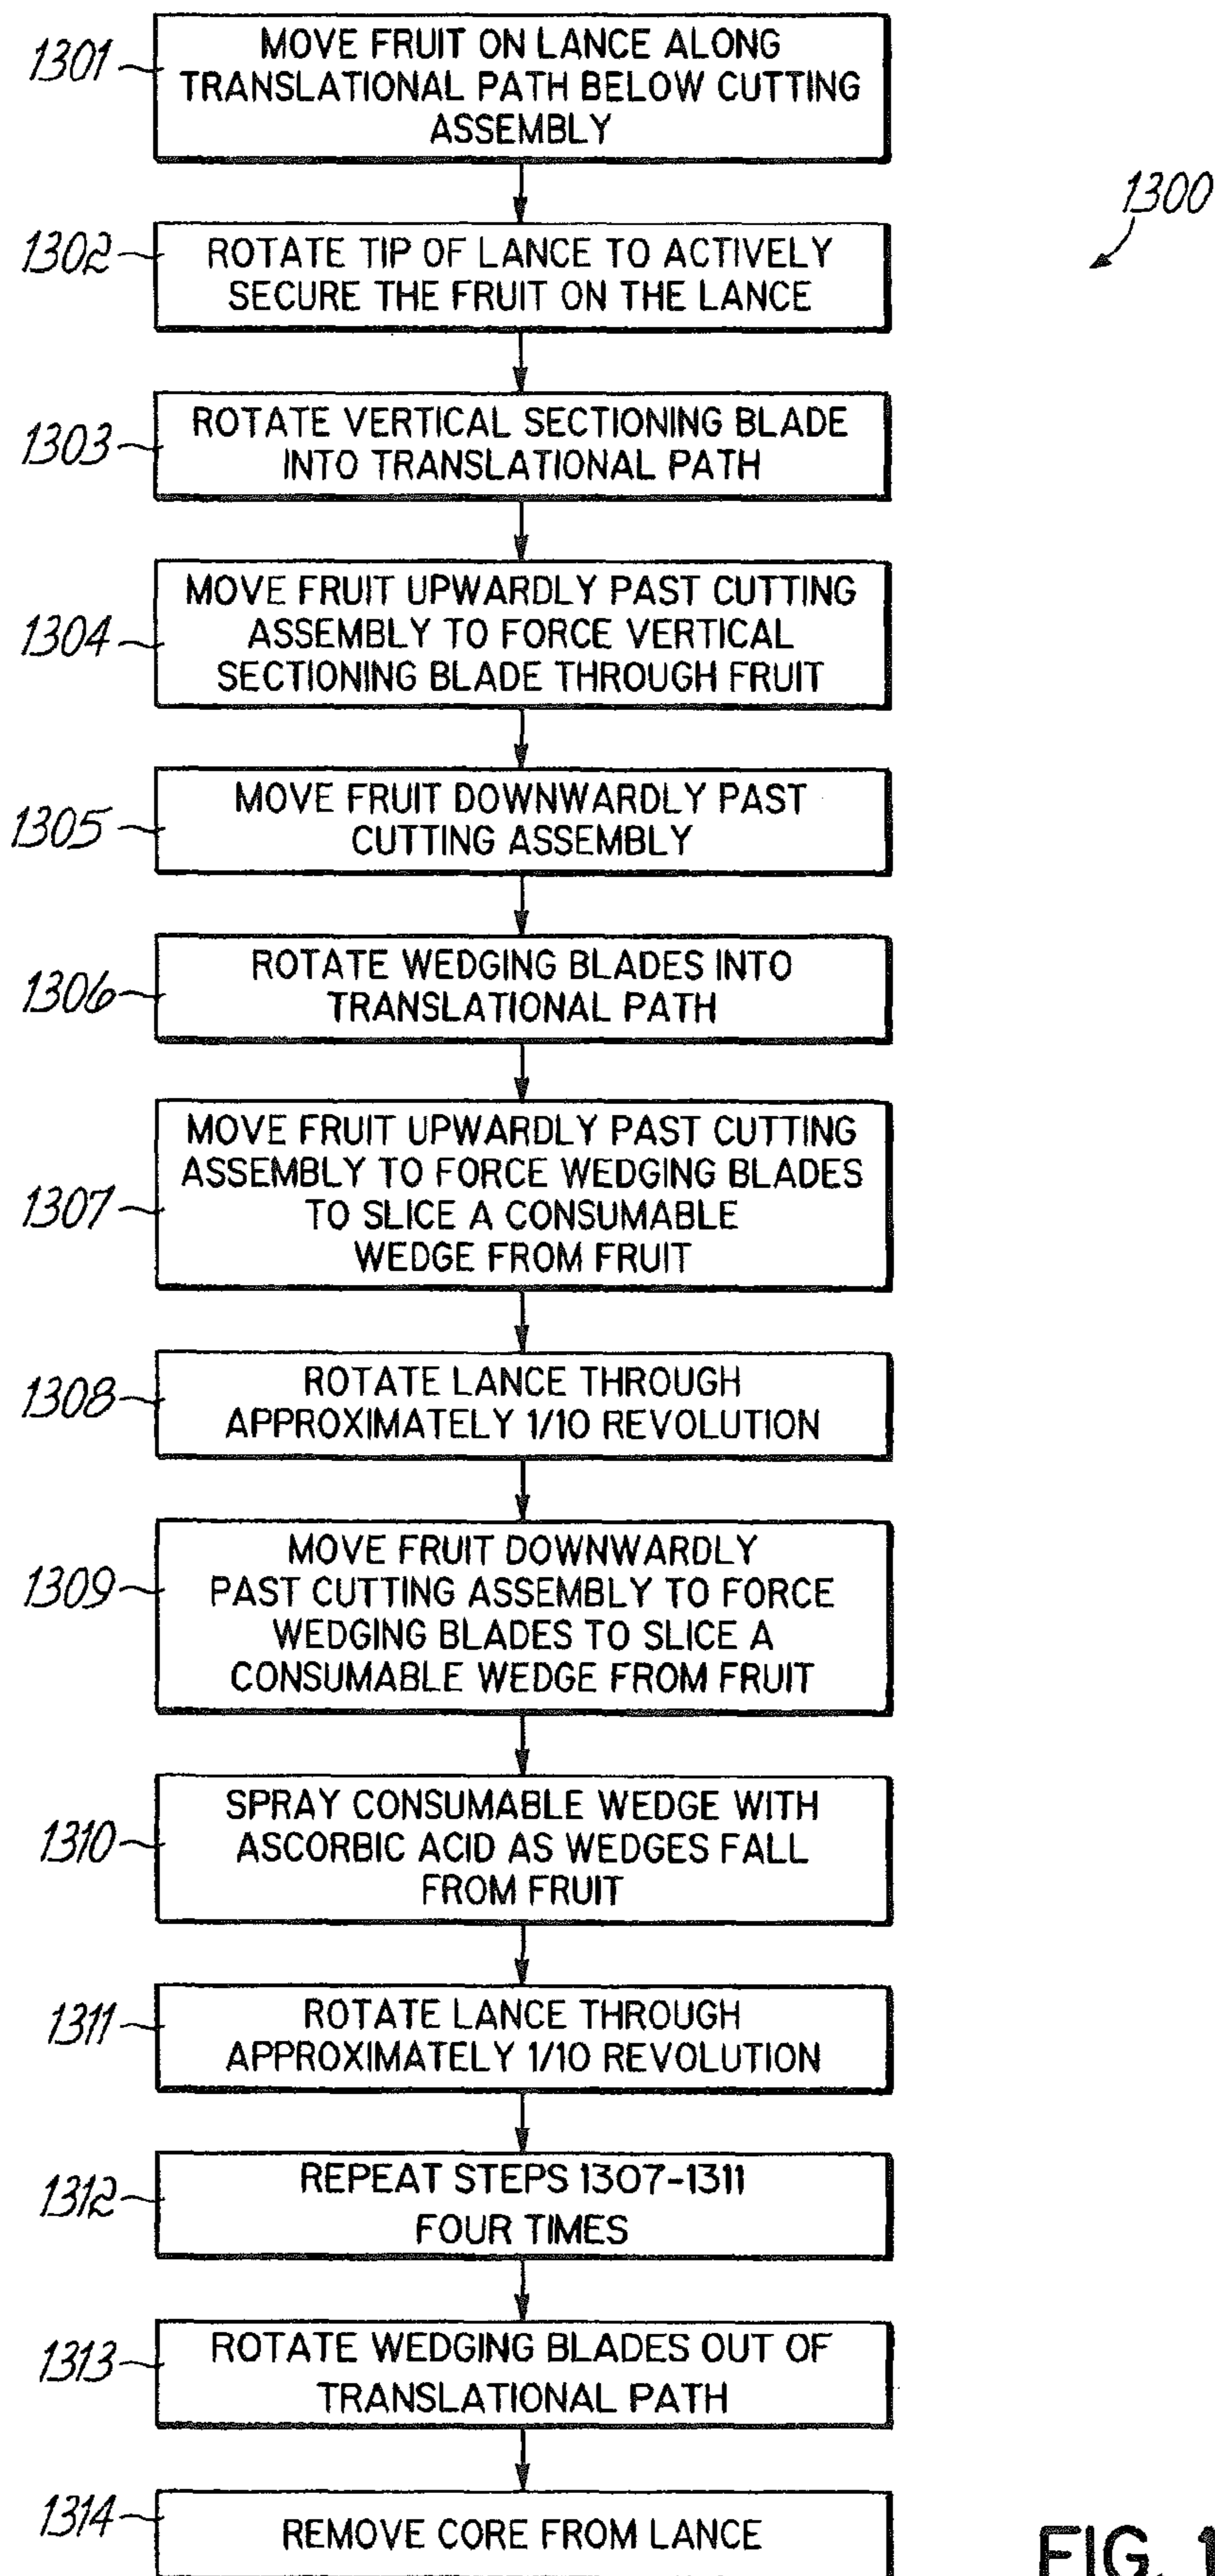 1300
1301
MOVE FRUIT ON LANCE ALONG
TRANSLATIONAL PATH BELOW CUTTING
ASSEMBLY
1302
ROTATE TIP OF LANCE TO ACTIVELY
SECURE THE FRUIT ON THE LANCE
1303
ROTATE VERTICAL SECTIONING BLADE
INTO TRANSLATIONAL PATH
1304
MOVE FRUIT UPWARDLY PAST CUTTING
ASSEMBLY TO FORCE VERTICAL
SECTIONING BLADE THROUGH FRUIT
1305
MOVE FRUIT DOWNWARDLY PAST
CUTTING ASSEMBLY
1306
ROTATE WEDGING BLADES INTO
TRANSLATIONAL PATH
1307
MOVE FRUIT UPWARDLY PAST CUTTING
ASSEMBLY TO FORCE WEDGING BLADES
TO SLICE A CONSUMABLE
WEDGE FROM FRUIT
1308
ROTATE LANCE THROUGH
APPROXIMATELY 1/10 REVOLUTION
1309
MOVE FRUIT DOWNWARDLY
PAST CUTTING ASSEMBLY TO FORCE
WEDGING BLADES TO SLICE A
CONSUMABLE WEDGE FROM FRUIT
1310
SPRAY CONSUMABLE WEDGE WITH
ASCORBIC ACID AS WEDGES FALL
FROM FRUIT
1311
ROTATE LANCE THROUGH
APPROXIMATELY 1/10 REVOLUTION
1312
REPEAT STEPS 1307-1311
FOUR TIMES
1313
ROTATE WEDGING BLADES OUT OF
TRANSLATIONAL PATH
1314
REMOVE CORE FROM LANCE
FIG.